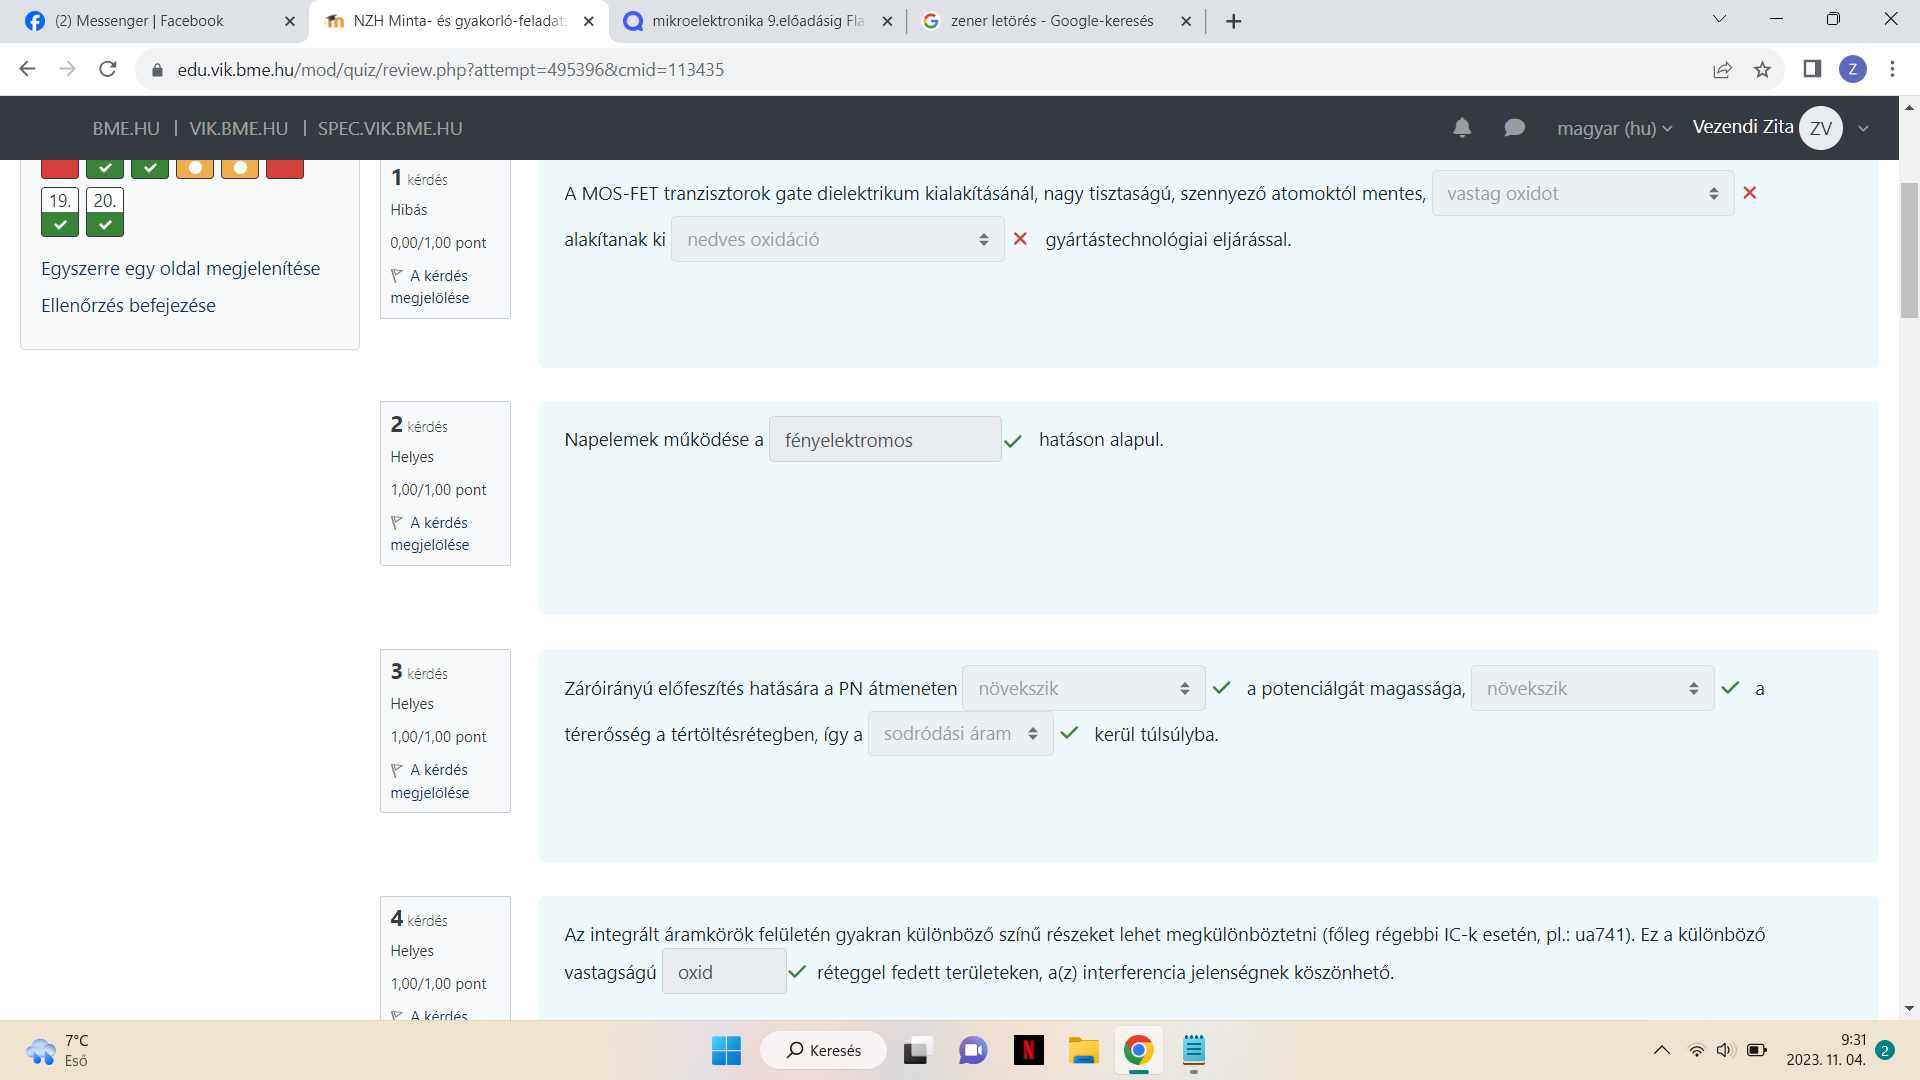 (2) Messenger | Facebook
NZH Minta- és gyakorló-feladat
mikroelektronika 9.előadásig Fla
zener letörés - Google-keresés
edu.vik.bme.hu/mod/quiz/review.php?attempt=495396&cmid=113435
Z
BME.HU | VIK.BME.HU | SPEC.VIK.BME.HU
magyar (hu)
Vezendi Zita
ZV
19. 20.
Egyszerre egy oldal megjelenítése
Ellenőrzés befejezése
1 kérdés
Hibás
0,00/1,00 pont
A kérdés
megjelölése
A MOS-FET tranzisztorok gate dielektrikum kialakításánál, nagy tisztaságú, szennyező atomoktól mentes, vastag oxidot
alakítanak ki nedves oxidáció gyártástechnológiai eljárással.
2 kérdés
Helyes
1,00/1,00 pont
A kérdés
megjelölése
Napelemek működése a fényelektromos hatáson alapul.
3 kérdés
Helyes
1,00/1,00 pont
A kérdés
megjelölése
Záróirányú előfeszítés hatására a PN átmeneten növekszik a potenciálgát magassága, növekszik a
térerősség a tértöltésrétegben, így a sodródási áram kerül túlsúlyba.
4 kérdés
Helyes
1,00/1,00 pont
A kérdés
Az integrált áramkörök felületén gyakran különböző színű részeket lehet megkülönböztetni (főleg régebbi IC-k esetén, pl.: ua741). Ez a különböző
vastagságú oxid réteggel fedett területeken, a(z) interferencia jelenségnek köszönhető.
7°C
Eső
Keresés
N
9:31
2023. 11. 04.
2